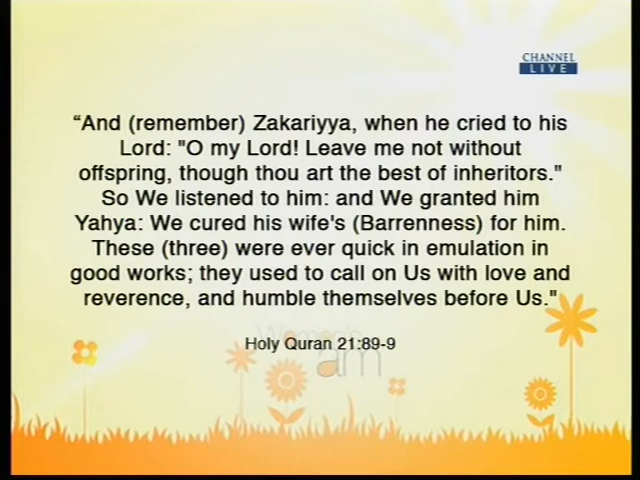 CHANNEL
LIVE
“And (remember) Zakariyya, when he cried to his
Lord: "O my Lord! Leave me not without
offspring, though thou art the best of inheritors."
So We listened to him: and We granted him
Yahya: We cured his wife's (Barrenness) for him.
These (three) were ever quick in emulation in
good works; they used to call on Us with love and
reverence, and humble themselves before Us."
Women's
Holy Quran 21:89-9
am